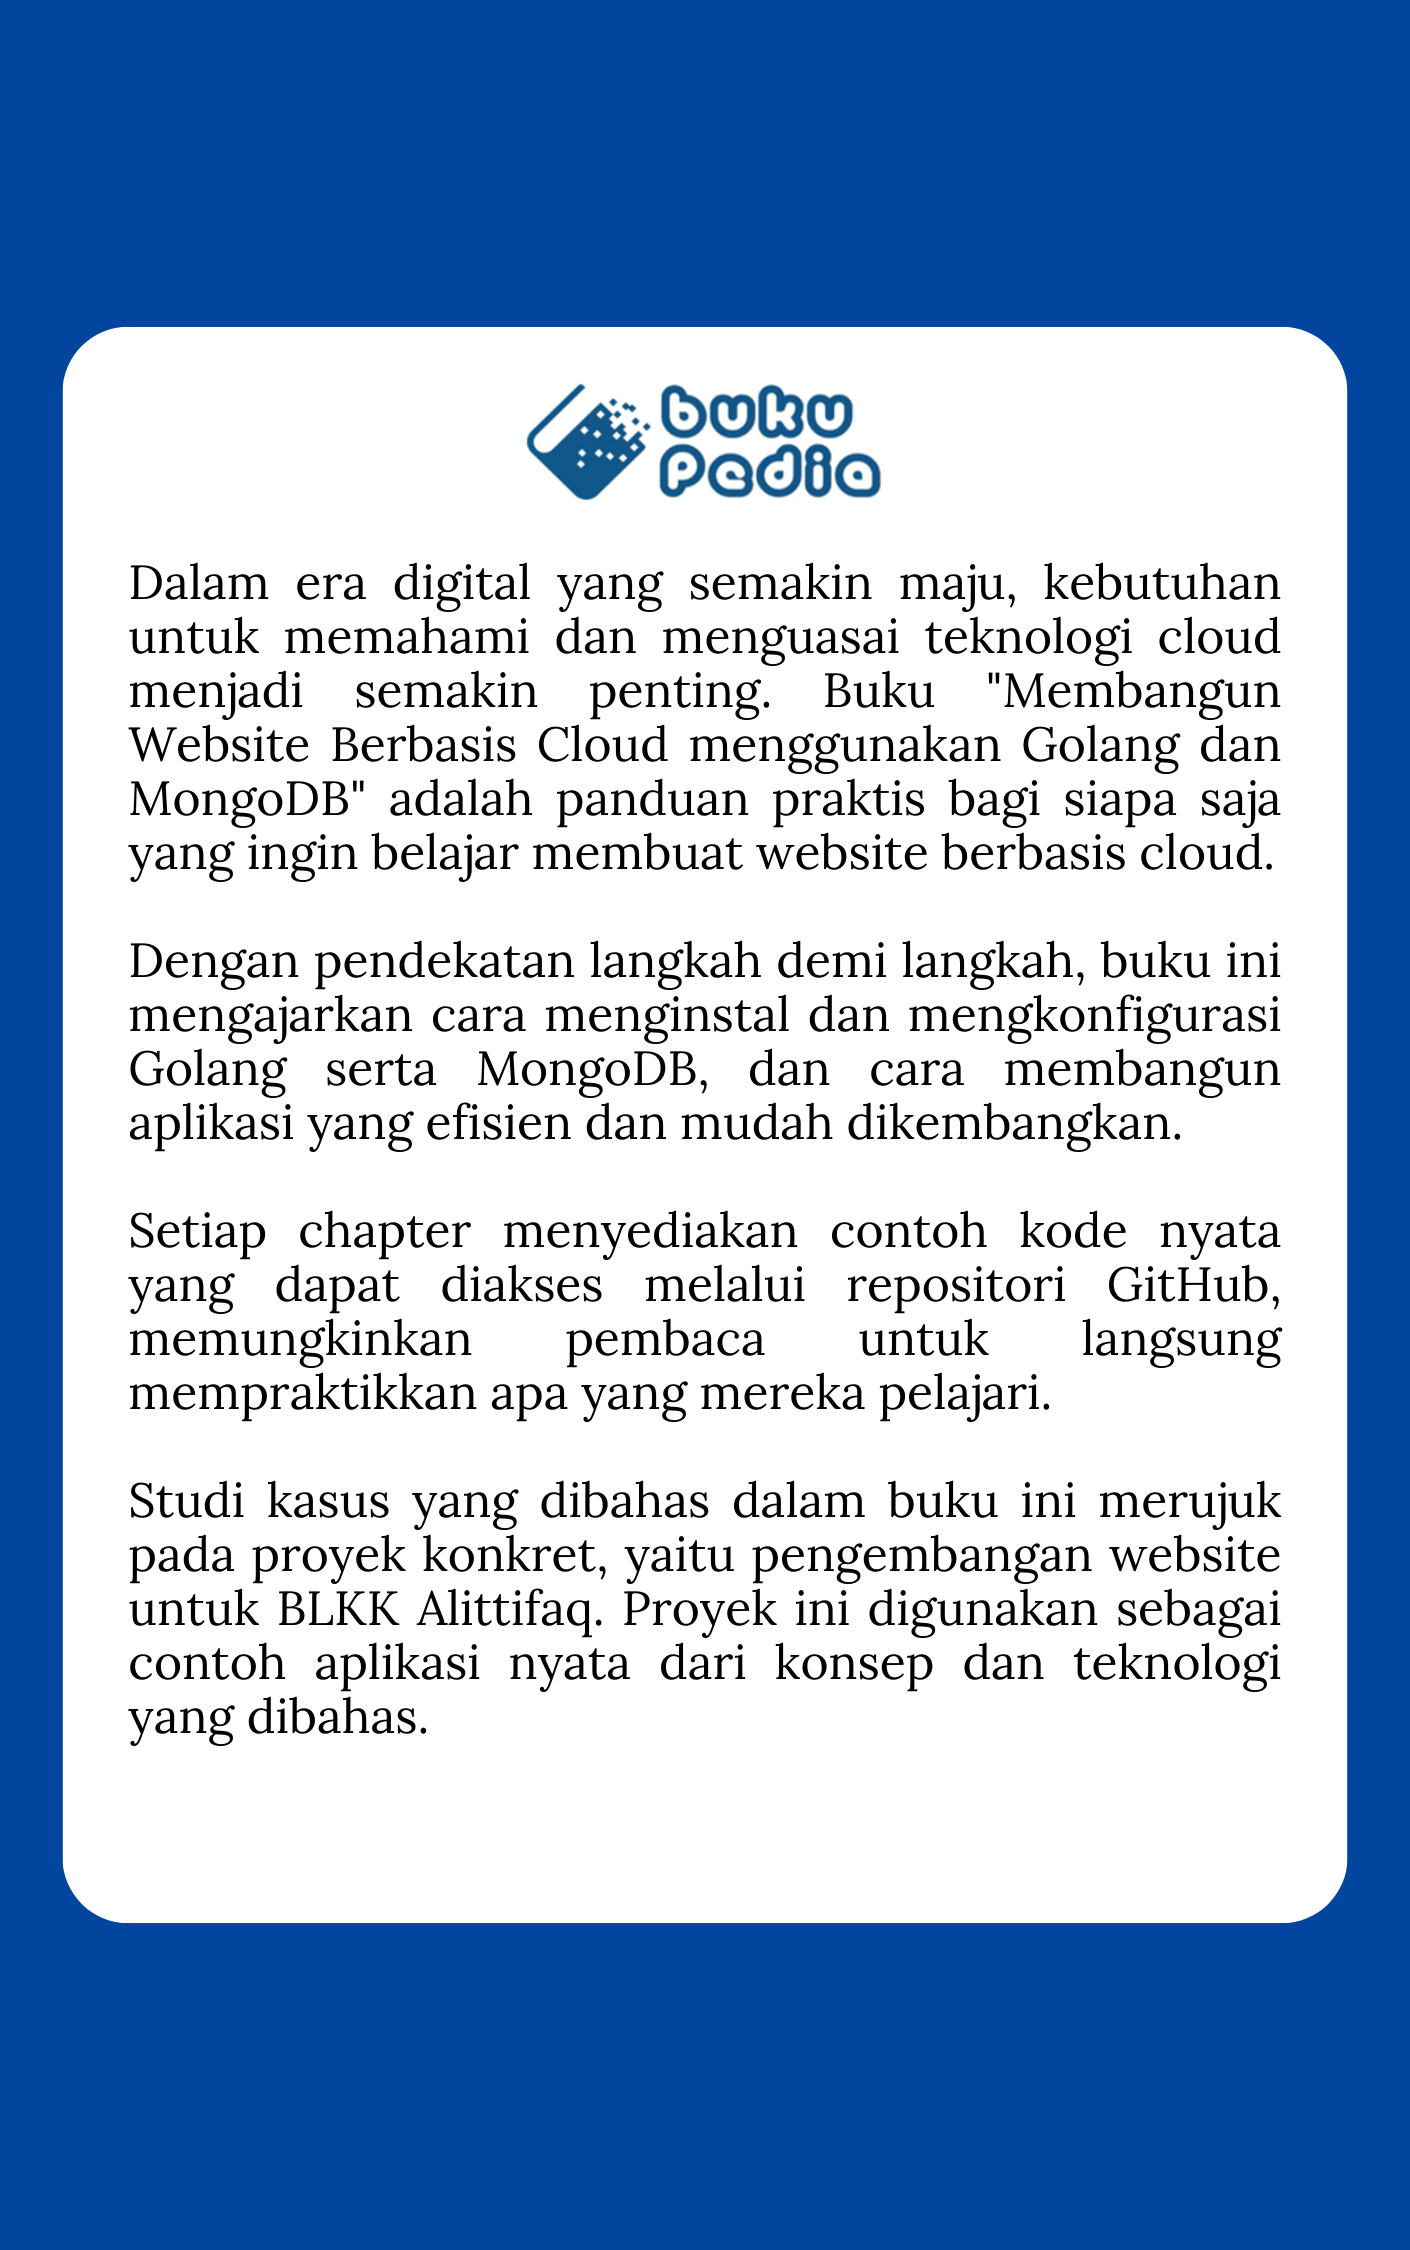 buku
Pedia
Dalam era digital yang semakin maju, kebutuhan
untuk memahami dan menguasai teknologi cloud
menjadi semakin penting. Buku "Membangun
Website Berbasis Cloud menggunakan Golang dan
MongoDB" adalah panduan praktis bagi siapa saja
yang ingin belajar membuat website berbasis cloud.
Dengan pendekatan langkah demi langkah, buku ini
mengajarkan cara menginstal dan mengkonfigurasi
Golang serta MongoDB, dan cara membangun
aplikasi yang efisien dan mudah dikembangkan.
Setiap chapter menyediakan contoh kode nyata
yang dapat diakses melalui repositori GitHub,
memungkinkan pembaca untuk langsung
mempraktikkan apa yang mereka pelajari.
Studi kasus yang dibahas dalam buku ini merujuk
pada proyek konkret, yaitu pengembangan website
untuk BLKK Alittifaq. Proyek ini digunakan sebagai
contoh aplikasi nyata dari konsep dan teknologi
yang dibahas.